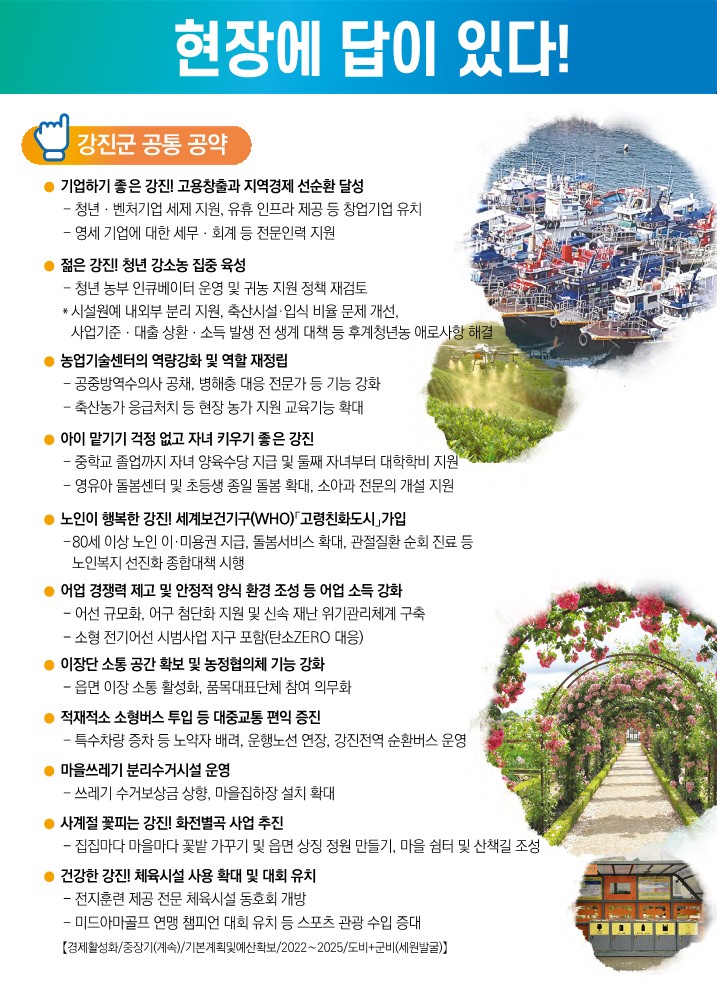 현장에 답이 있다!
강진군 공통 공약
● 기업하기 좋은 강진! 고용창출과 지역경제 선순환 달성
- 청년 · 벤처기업 세제 지원, 유휴 인프라 제공 등 창업기업 유치
- 영세 기업에 대한 세무 · 회계 등 전문인력 지원
● 젊은 강진! 청년 강소농 집중 육성
- 청년 농부 인큐베이터 운영 및 귀농 지원 정책 재검토
* 시설원예 내외부 분리 지원, 축산시설·입식 비율 문제 개선,
사업기준 · 대출 상환 · 소득 발생 전 생계 대책 등 후계청년농 애로사항 해결
● 농업기술센터의 역량강화 및 역할 재정립
- 공중방역수의사 공채, 병해충 대응 전문가 등 기능 강화
- 축산농가 응급처치 등 현장 농가 지원 교육기능 확대
● 아이 맡기기 걱정 없고 자녀 키우기 좋은 강진
- 중학교 졸업까지 자녀 양육수당 지급 및 둘째 자녀부터 대학학비 지원
- 영유아 돌봄센터 및 초등생 종일 돌봄 확대, 소아과 전문의 개설 지원
● 노인이 행복한 강진! 세계보건기구(WHO)「고령친화도시」가입
-80세 이상 노인 이·미용권 지급, 돌봄서비스 확대, 관절질환 순회 진료 등
노인복지 선진화 종합대책 시행
● 어업 경쟁력 제고 및 안정적 양식 환경 조성 등 어업 소득 강화
- 어선 규모화, 어구 첨단화 지원 및 신속 재난 위기관리체계 구축
- 소형 전기어선 시범사업 지구 포함(탄소ZERO 대응)
● 이장단 소통 공간 확보 및 농정협의체 기능 강화
- 읍면 이장 소통 활성화, 품목대표단체 참여 의무화
● 적재적소 소형버스 투입 등 대중교통 편익 증진
- 특수차량 증차 등 노약자 배려, 운행노선 연장, 강진전역 순환버스 운영
● 마을쓰레기 분리수거시설 운영
- 쓰레기 수거보상금 상향, 마을집하장 설치 확대
● 사계절 꽃피는 강진! 화전별곡 사업 추진
- 집집마다 마을마다 꽃밭 가꾸기 및 읍면 상징 정원 만들기, 마을 쉼터 및 산책길 조성
● 건강한 강진! 체육시설 사용 확대 및 대회 유치
- 전지훈련 제공 전문 체육시설 동호회 개방
- 미드아마골프 연맹 챔피언 대회 유치 등 스포츠 관광 수입 증대
【경제활성화/중장기(계속)/기본계획및예산확보/2022~2025/도비+군비(세원발굴)】